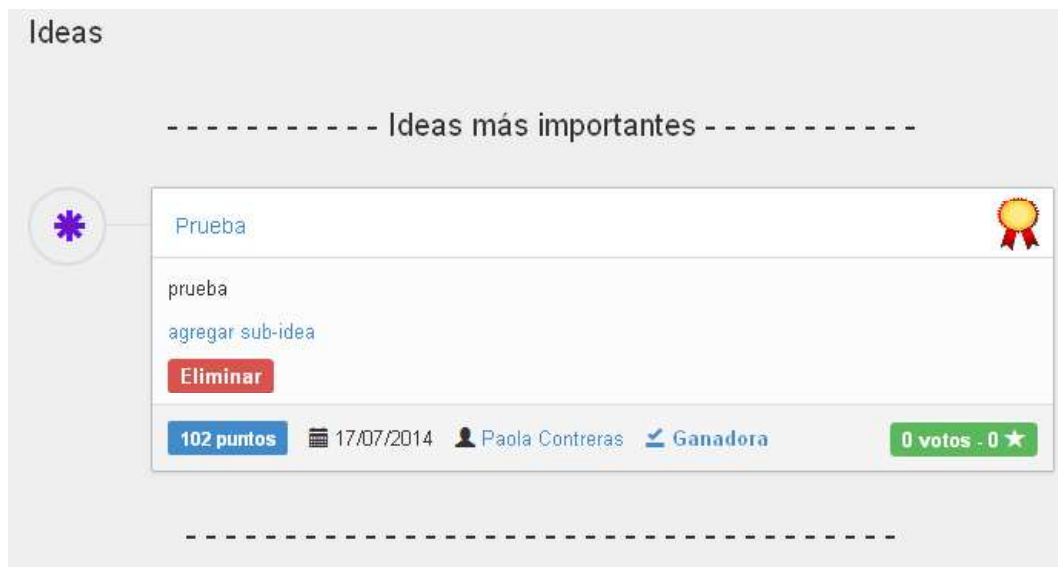 Ideas
- - - - - - - - - - - Ideas más importantes - - - - - - - - - - -
Prueba
prueba
agregar sub-idea
Eliminar
102 puntos 17/07/2014 Paola Contreras Ganadora 0 votos - 0 ★